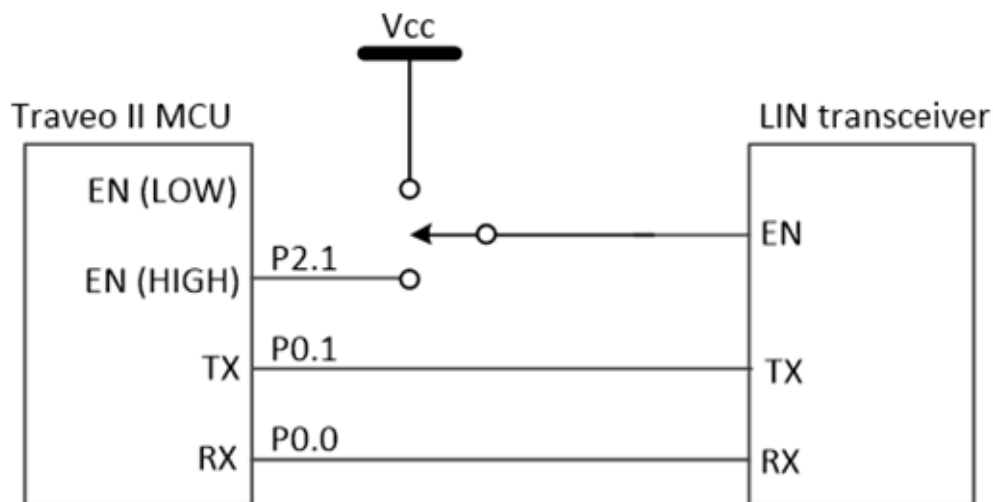 Vcc
Traveo II MCU
LIN transceiver
EN (LOW)
EN
P2.1
EN (HIGH)
P0.1
TX
TX
P0.0
RX
RX